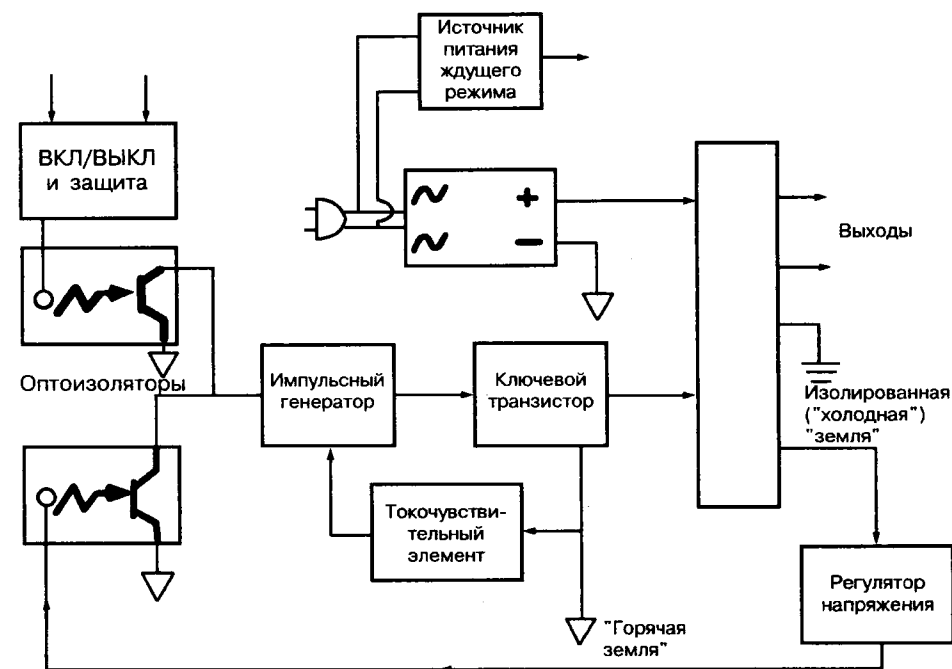 Источник
питания
ждущего
режима
ВКЛ/ВЫКЛ
и защита
Выходы
Оптоизоляторы
Импульсный
генератор
Ключевой
транзистор
Изолированная
("холодная")
"земля"
Токочувстви-
тельный
элемент
Регулятор
напряжения
"Горячая
земля"